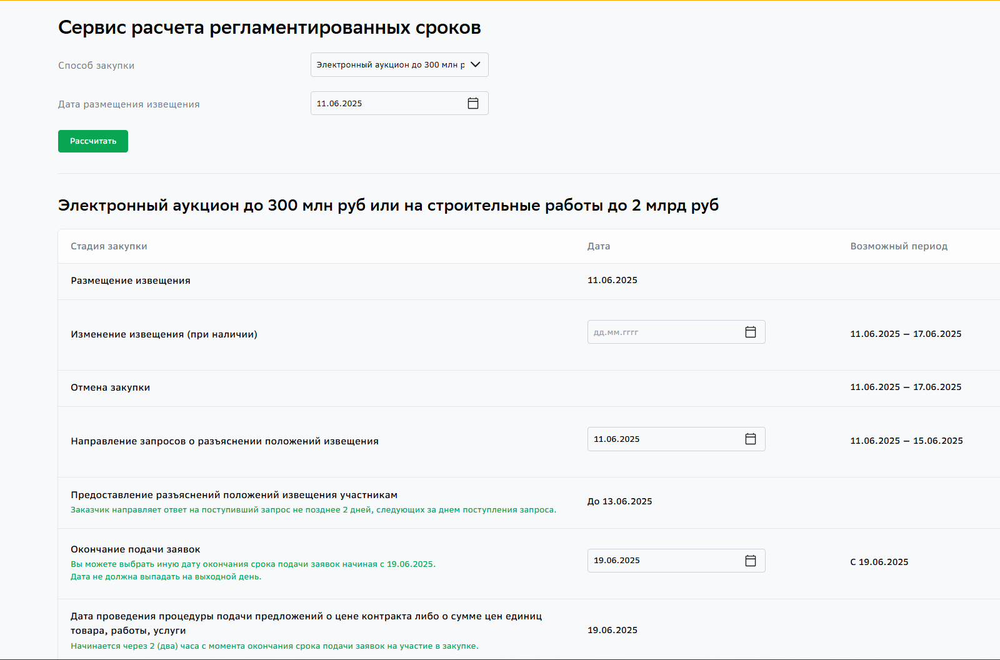 Сервис расчета регламентированных сроков
Способ закупки
Электронный аукцион до 300 млн р
Дата размещения извещения
11.06.2025
Рассчитать
Электронный аукцион до 300 млн руб или на строительные работы до 2 млрд руб
Стадия закупки Дата Возможный период
Размещение извещения 11.06.2025
Изменение извещения (при наличии) дд.мм.гггг 11.06.2025 – 17.06.2025
Отмена закупки 11.06.2025 – 17.06.2025
Направление запросов о разъяснении положений извещения 11.06.2025 11.06.2025 – 15.06.2025
Предоставление разъяснений положений извещения участникам
До 13.06.2025
Заказчик направляет ответ на поступивший запрос не позднее 2 дней, следующих за днем поступления запроса.
Окончание подачи заявок
19.06.2025 С 19.06.2025
Вы можете выбрать иную дату окончания срока подачи заявок начиная с 19.06.2025.
Дата не должна выпадать на выходной день.
Дата проведения процедуры подачи предложений о цене контракта либо о сумме цен единиц
товара, работы, услуги 19.06.2025
Начинается через 2 (два) часа с момента окончания срока подачи заявок на участие в закупке.